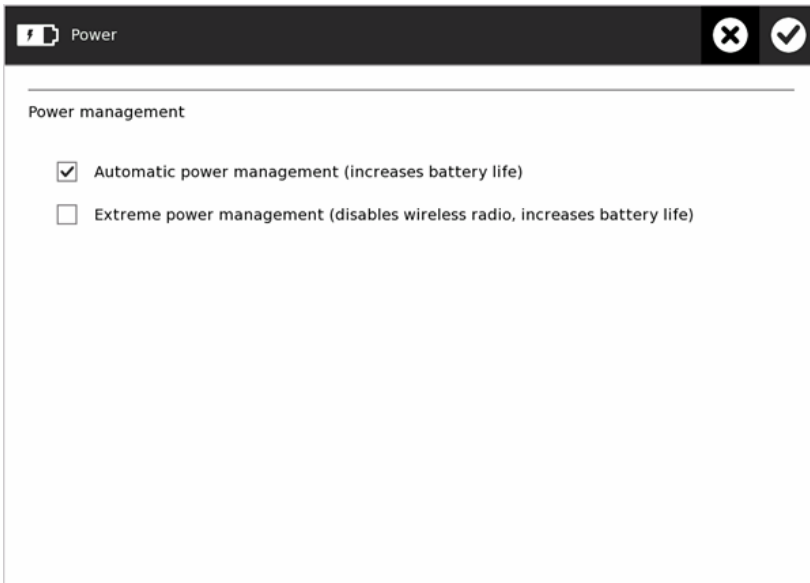 Power
Power management
Automatic power management (increases battery life)
Extreme power management (disables wireless radio, increases battery life)